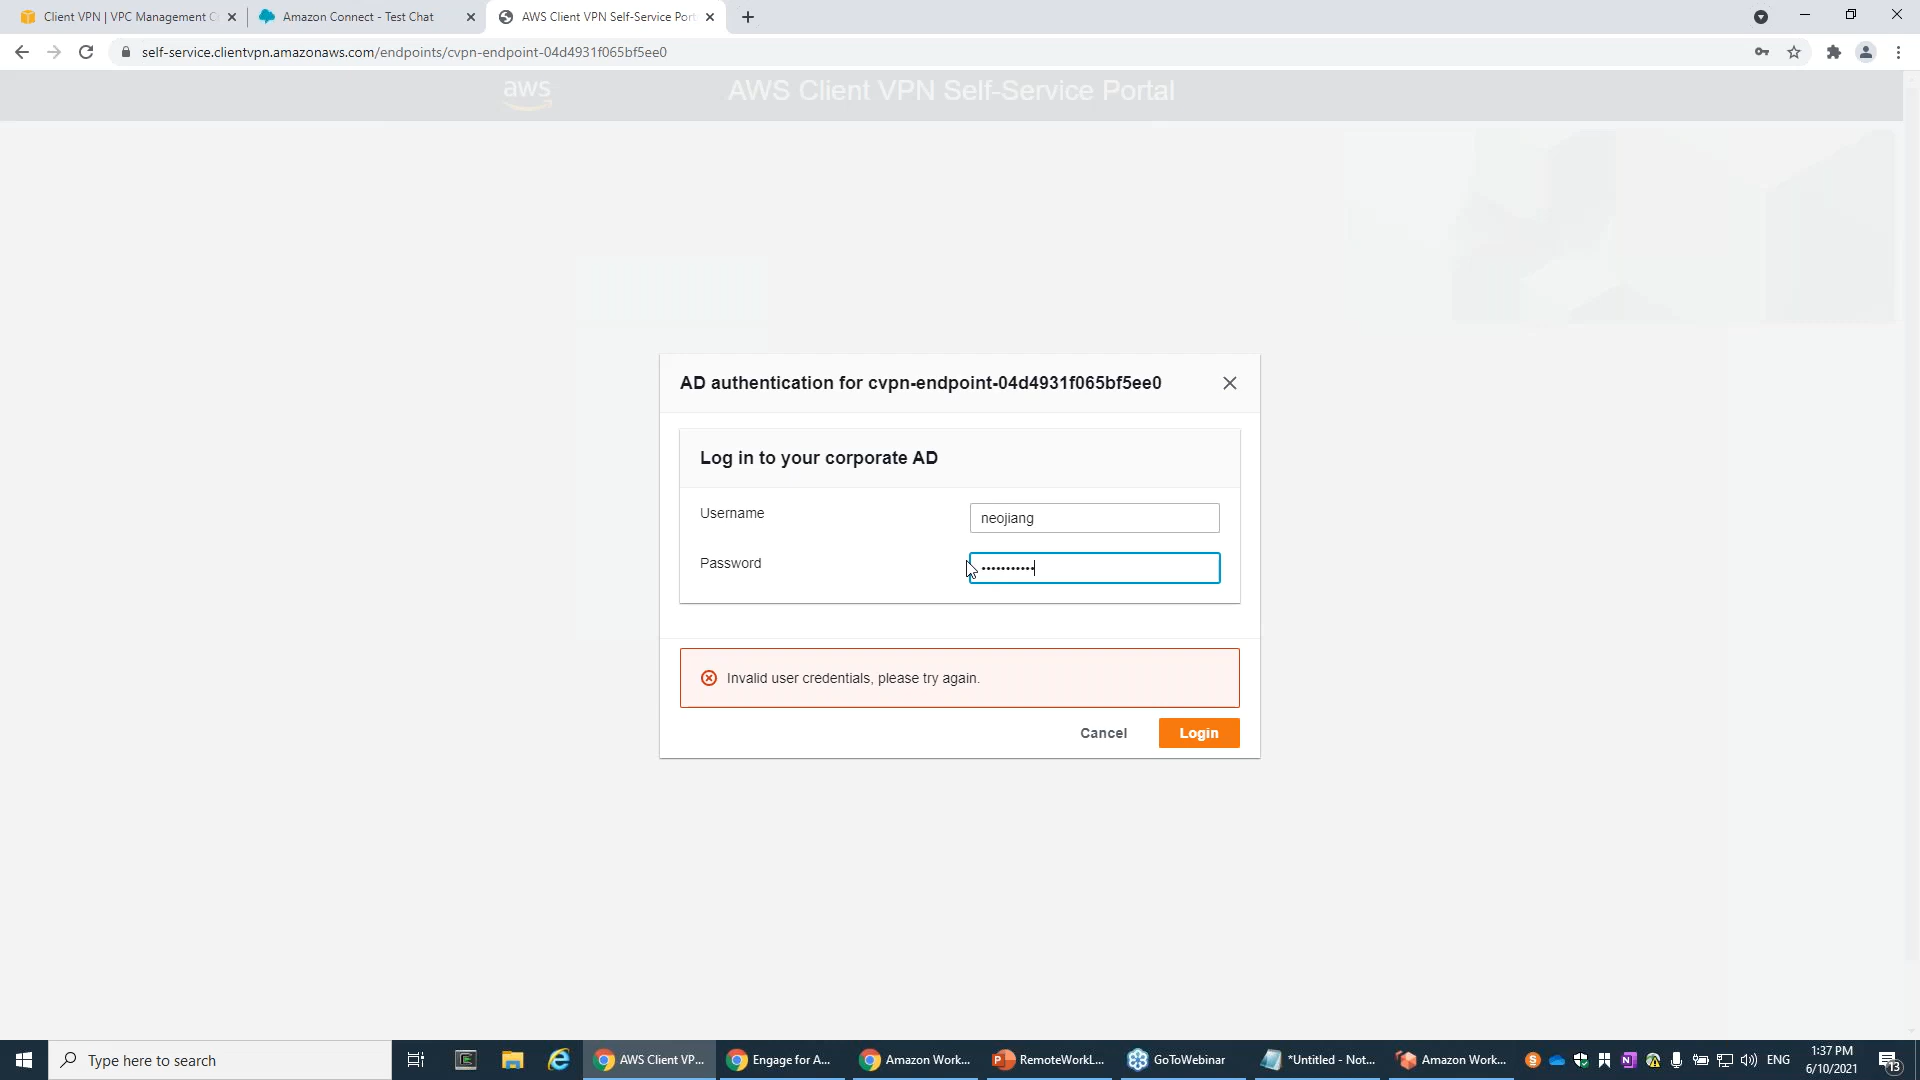 Client VPN | VPC Management C
Amazon Connect - Test Chat
AWS Client VPN Self-Service Port
self-service.clientvpn.amazonaws.com/endpoints/cvpn-endpoint-04d4931f065bf5ee0
aws
AWS Client VPN Self-Service Portal
AD authentication for cvpn-endpoint-04d4931f065bf5ee0
Log in to your corporate AD
Username
neojiang
Password
•••••••••••
Invalid user credentials, please try again.
Cancel
Login
Type here to search
AWS Client VP...
Engage for A...
Amazon Work...
RemoteWorkL...
GoToWebinar
*Untitled - Not...
Amazon Work...
ENG
1:37 PM
6/10/2021
13